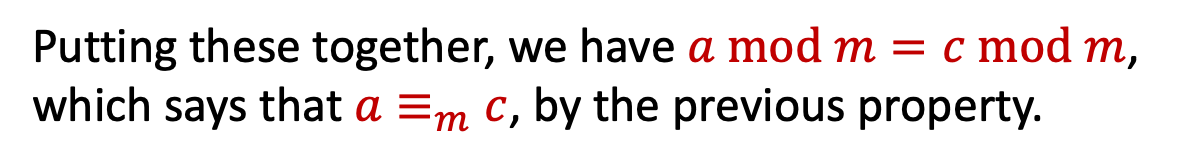 Putting these together, we have a mod m = c mod m,
which says that a ≡ₘ c, by the previous property.